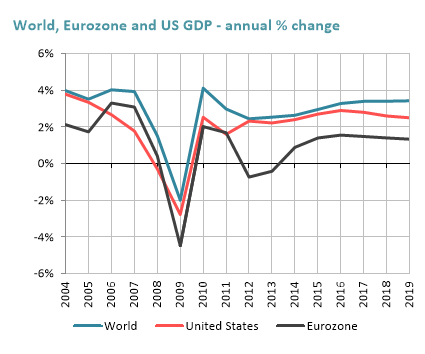 World, Eurozone and US GDP - annual % change
6%
4%
2%
0%
-2%
-4%
-6%
2004 2005 2006 2007 2008 2009 2010 2011 2012 2013 2014 2015 2016 2017 2018 2019
World United States Eurozone